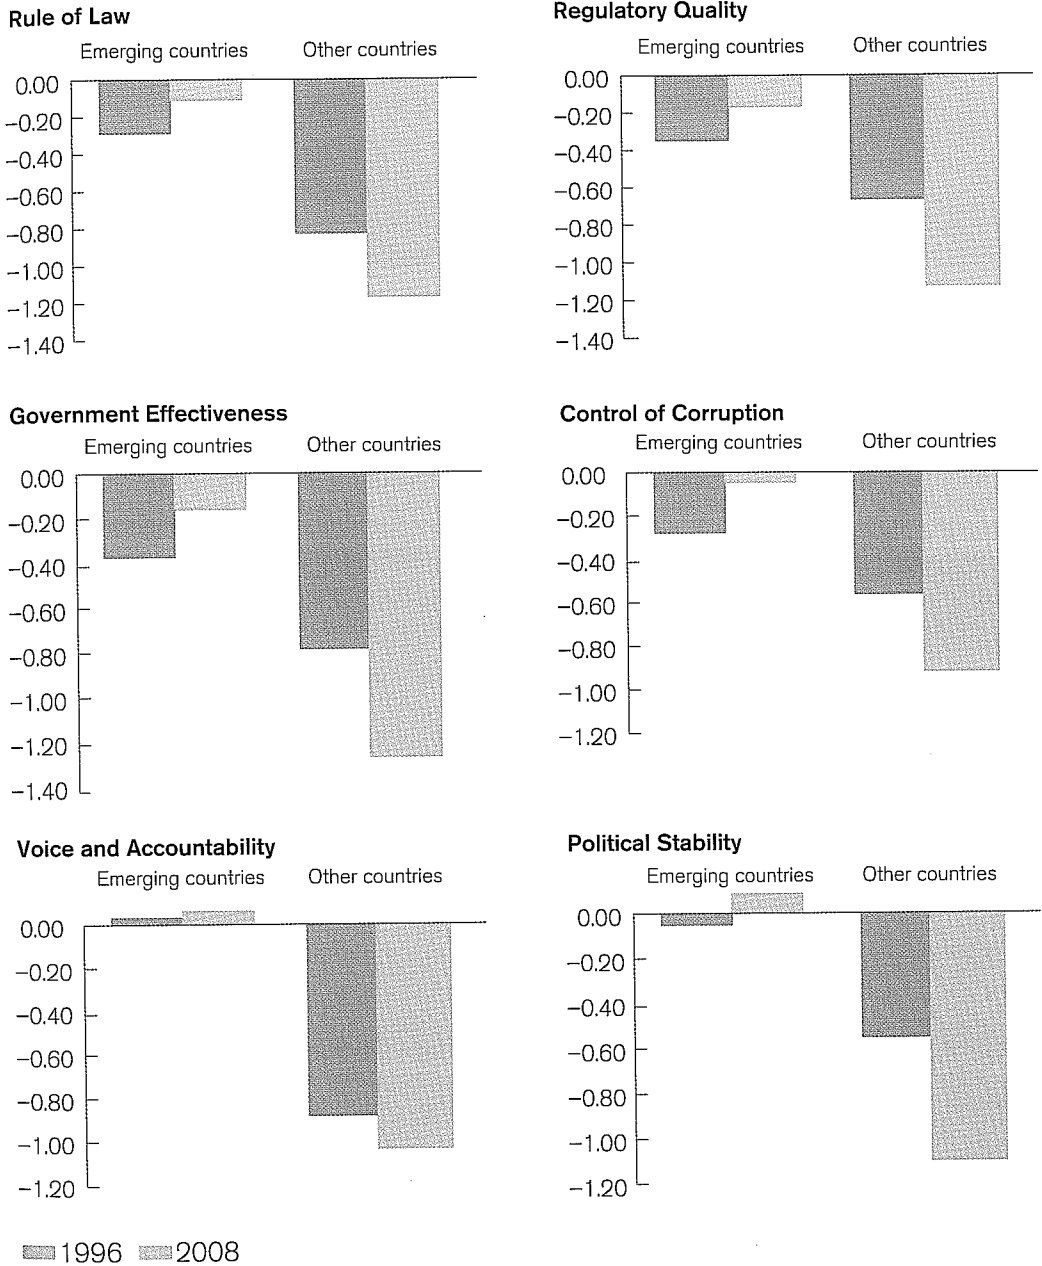 Rule of Law
Emerging countries
Other countries
0.00
−0.20
−0.40
−0.60
−0.80
−1.00
−1.20
−1.40
Regulatory Quality
Emerging countries
Other countries
0.00
−0.20
−0.40
−0.60
−0.80
−1.00
−1.20
−1.40
Government Effectiveness
Emerging countries
Other countries
0.00
−0.20
−0.40
−0.60
−0.80
−1.00
−1.20
−1.40
Control of Corruption
Emerging countries
Other countries
0.00
−0.20
−0.40
−0.60
−0.80
−1.00
−1.20
Voice and Accountability
Emerging countries
Other countries
0.00
−0.20
−0.40
−0.60
−0.80
−1.00
−1.20
Political Stability
Emerging countries
Other countries
0.00
−0.20
−0.40
−0.60
−0.80
−1.00
−1.20
1996 2008